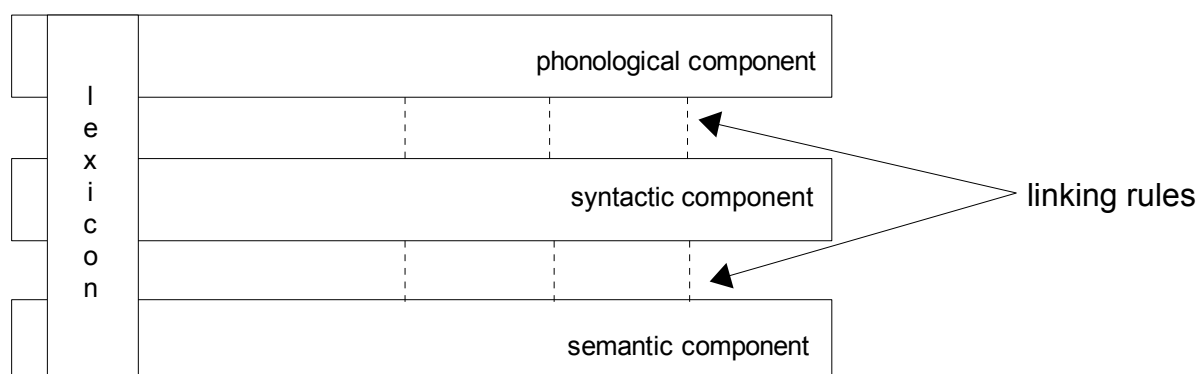 phonological component
l
e
x
i
c
o
n
syntactic component
linking rules
semantic component